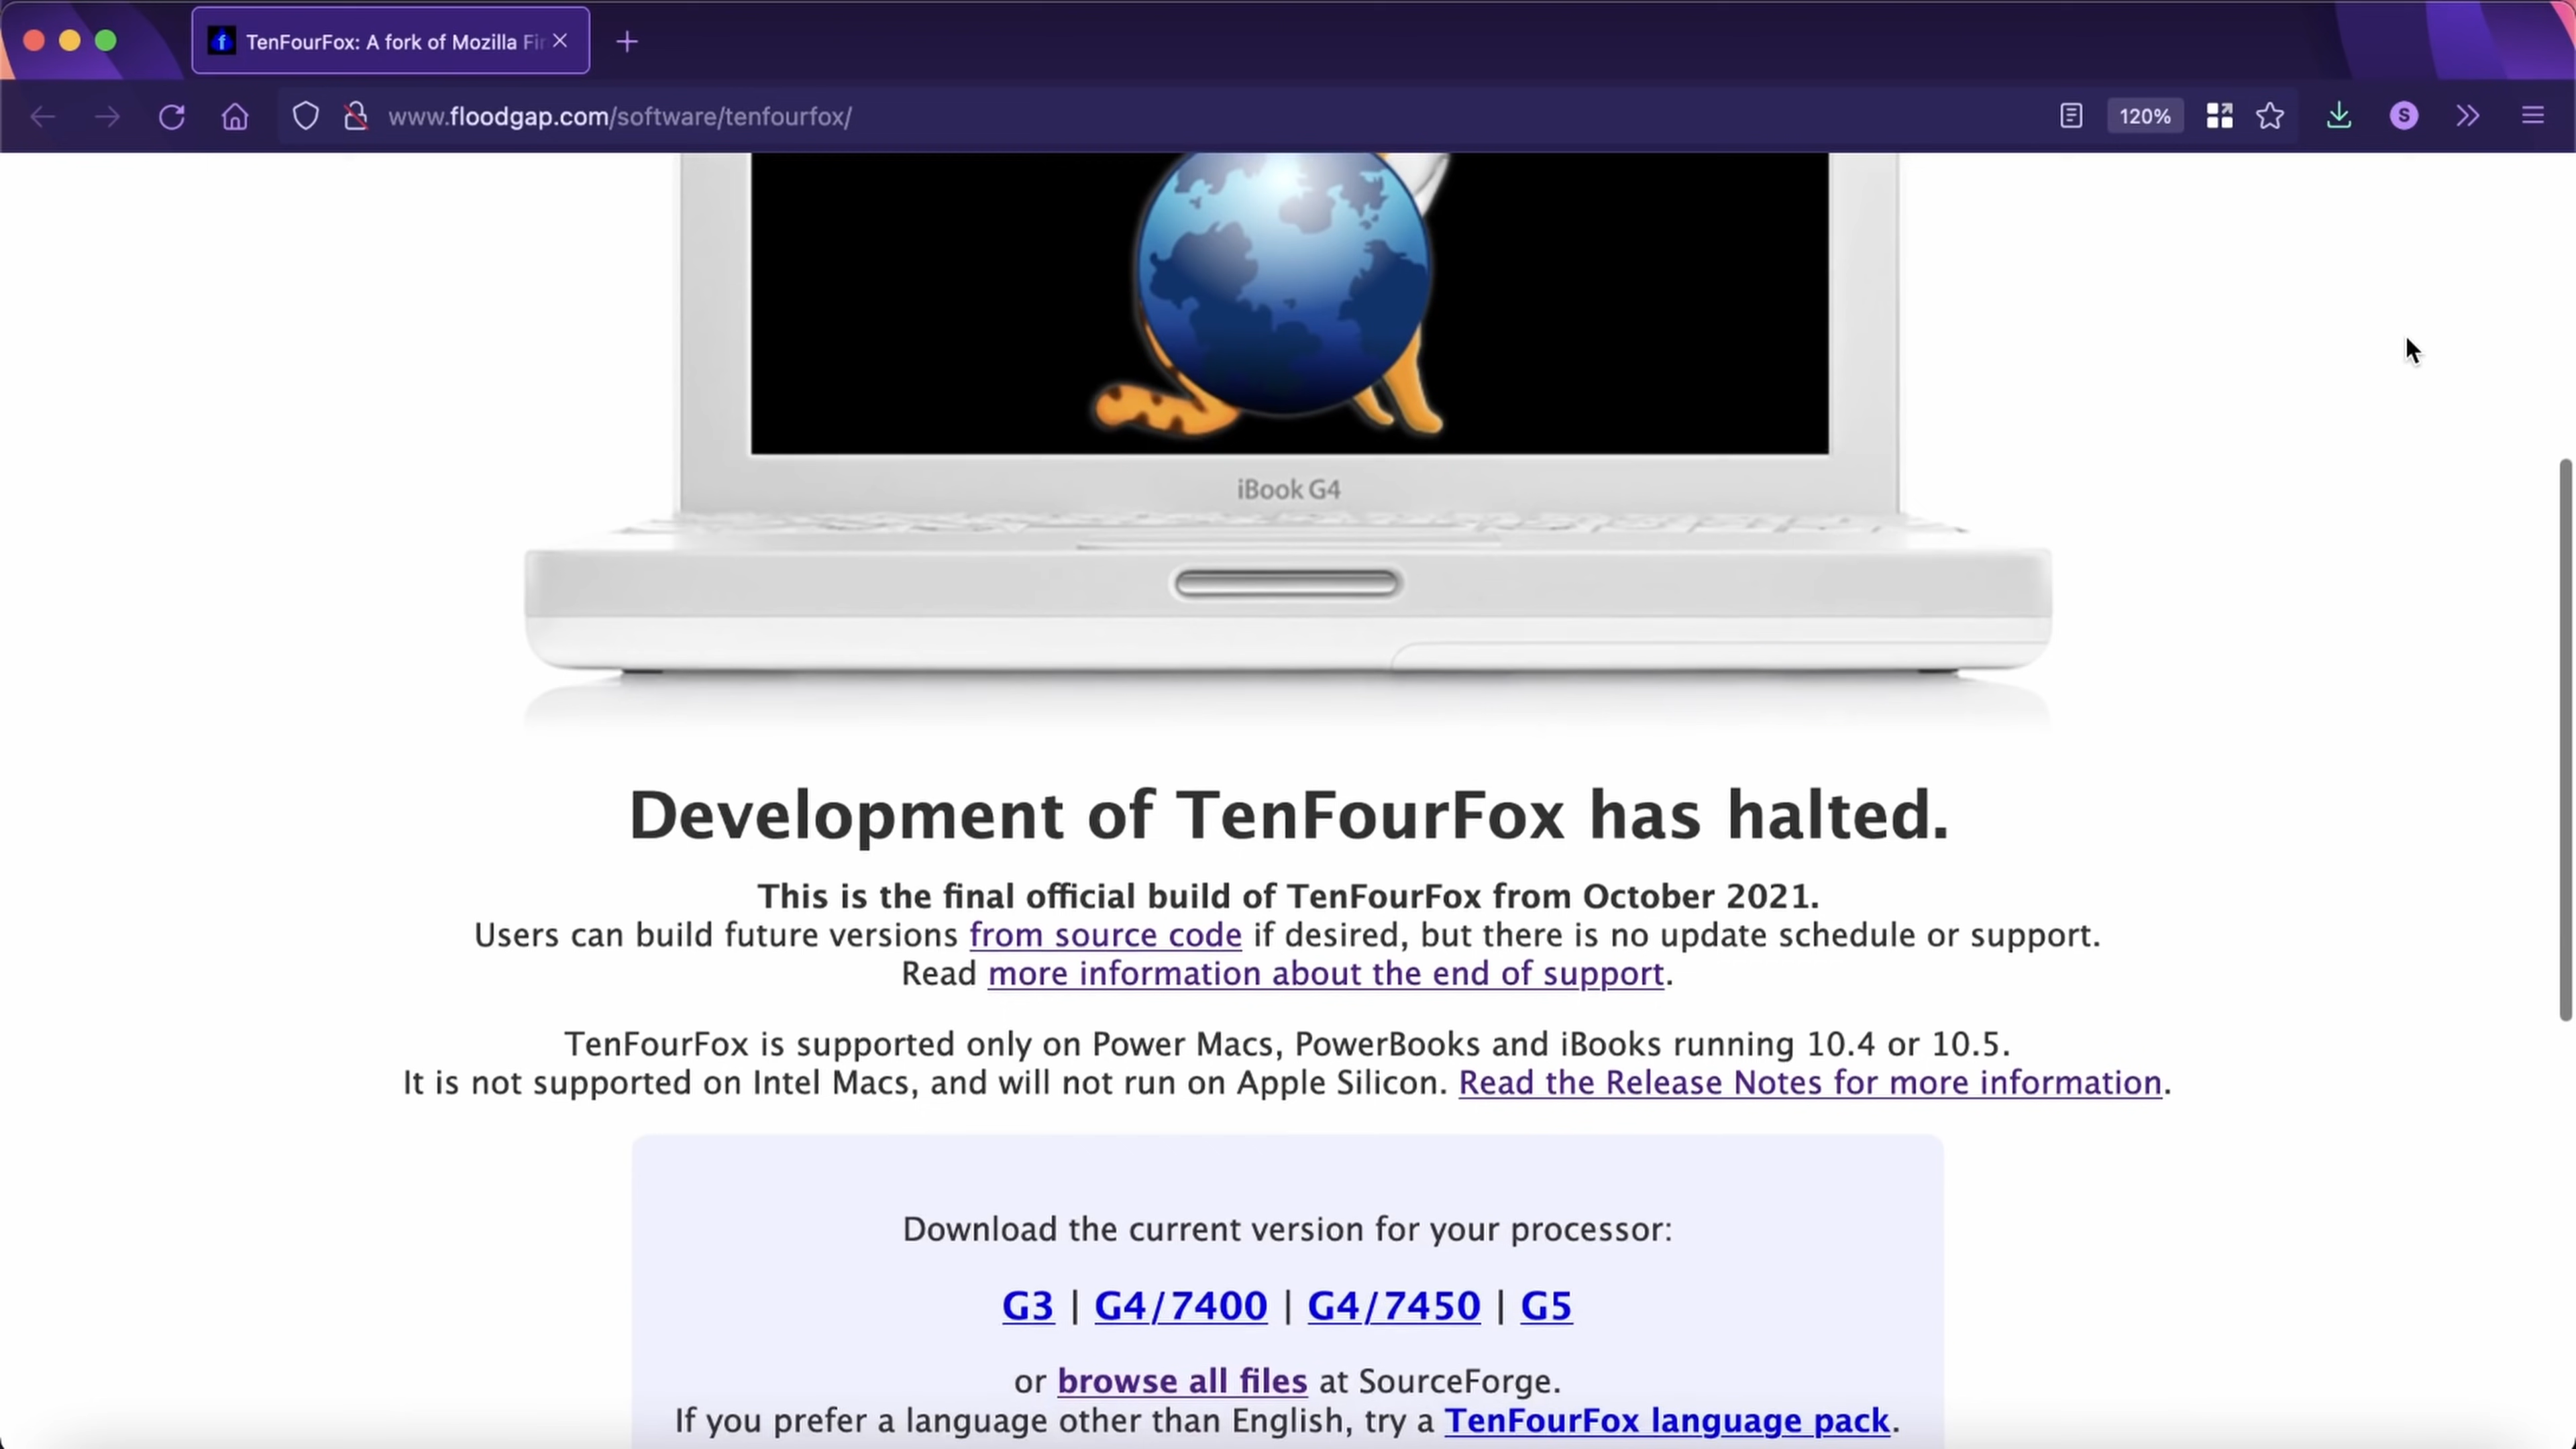 TenFourFox: A fork of Mozilla Fir
www.floodgap.com/software/tenfourfox/
120%
S
iBook G4
Development of TenFourFox has halted.
This is the final official build of TenFourFox from October 2021.
Users can build future versions from source code if desired, but there is no update schedule or support.
Read more information about the end of support.
TenFourFox is supported only on Power Macs, PowerBooks and iBooks running 10.4 or 10.5.
It is not supported on Intel Macs, and will not run on Apple Silicon. Read the Release Notes for more information.
Download the current version for your processor:
G3 | G4/7400 | G4/7450 | G5
or browse all files at SourceForge.
If you prefer a language other than English, try a TenFourFox language pack.